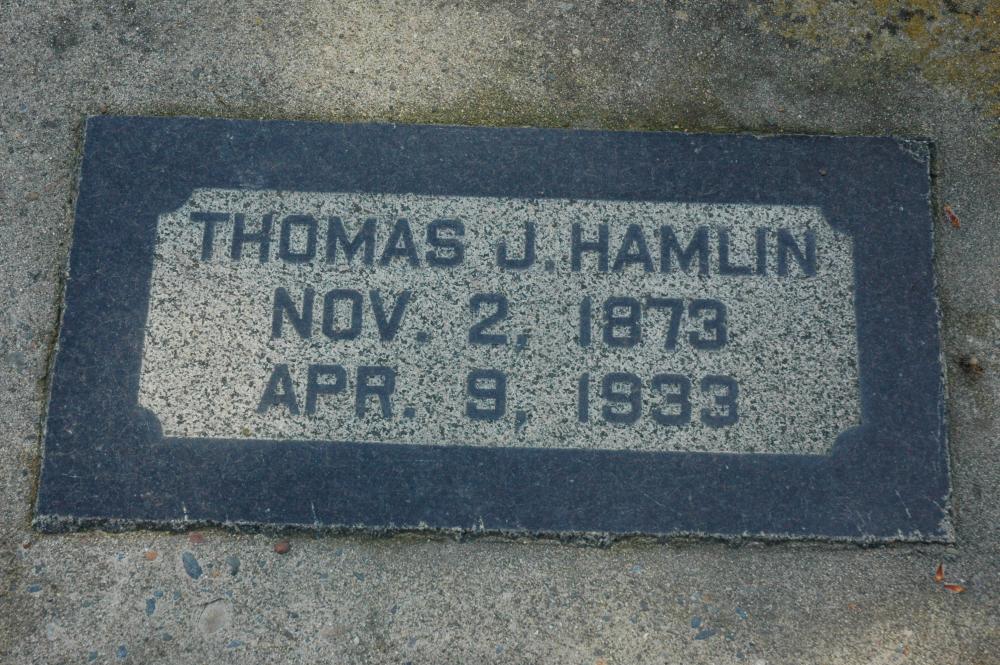 THOMAS J. HAMLIN
NOV. 2, 1873
APR. 9, 1933